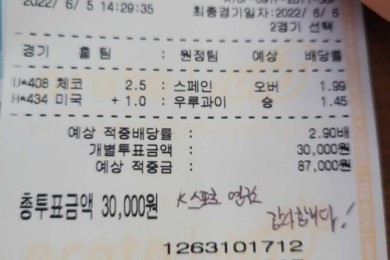 2022/ 6/ 5 14:29:35
최종경기일자:2022/ 6/ 6
2경기 선택
경기 홈 팀 : 원정팀 예상 배당률
U*408 체코 2.5 : 스페인 오버 1.99
H*434 미국 + 1.0 : 우루과이 승 1.45
예상 적중배당률 : 2.90배
개별투표금액 : 30,000원
예상 적중금 : 87,000원
총투표금액 30,000원
K스포츠 연검
감사합니다!
1263101712